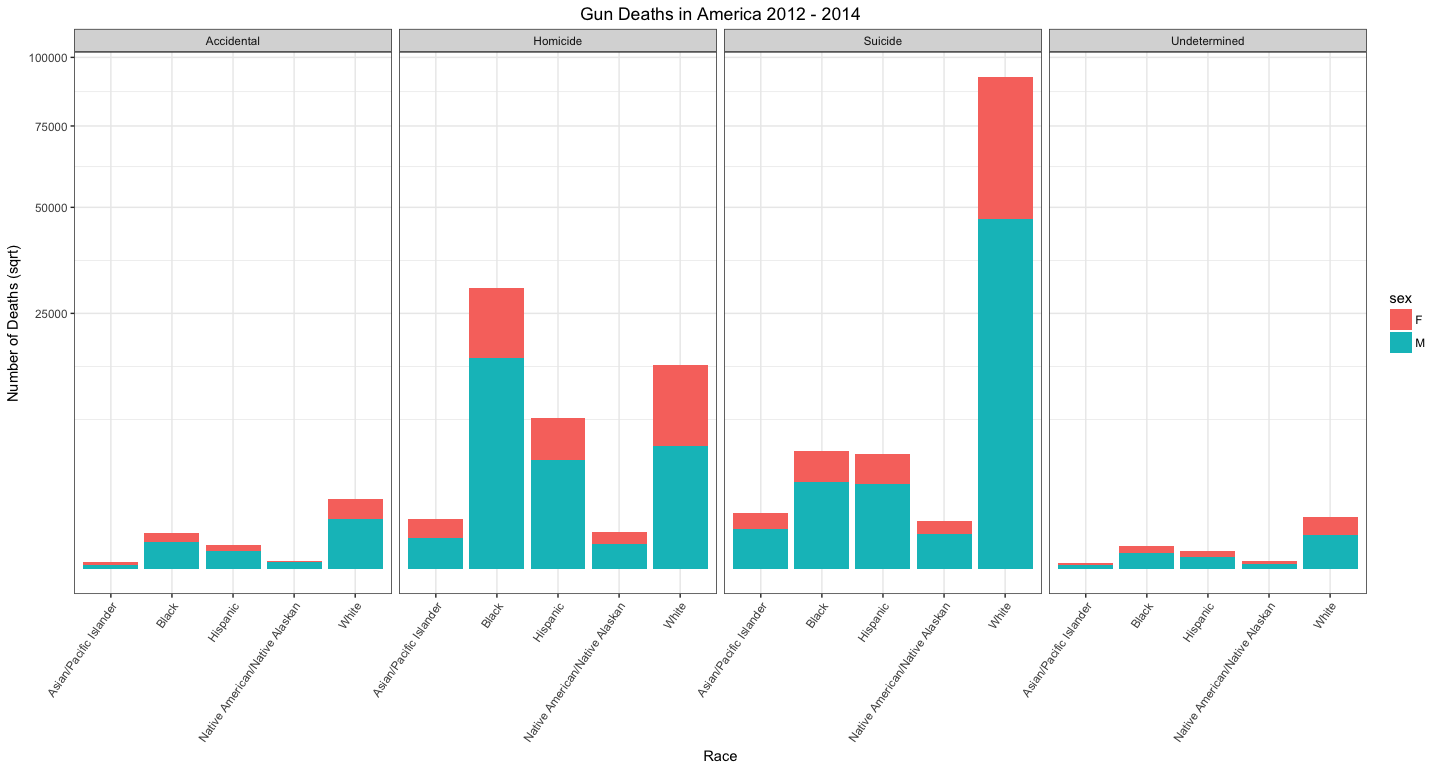 Gun Deaths in America 2012 - 2014
Accidental
Homicide
Suicide
Undetermined
Number of Deaths (sqrt)
100000
75000
50000
25000
Asian/Pacific Islander
Black
Hispanic
Native American/Native Alaskan
White
Asian/Pacific Islander
Black
Hispanic
Native American/Native Alaskan
White
Asian/Pacific Islander
Black
Hispanic
Native American/Native Alaskan
White
Asian/Pacific Islander
Black
Hispanic
Native American/Native Alaskan
White
Race
sex
F
M